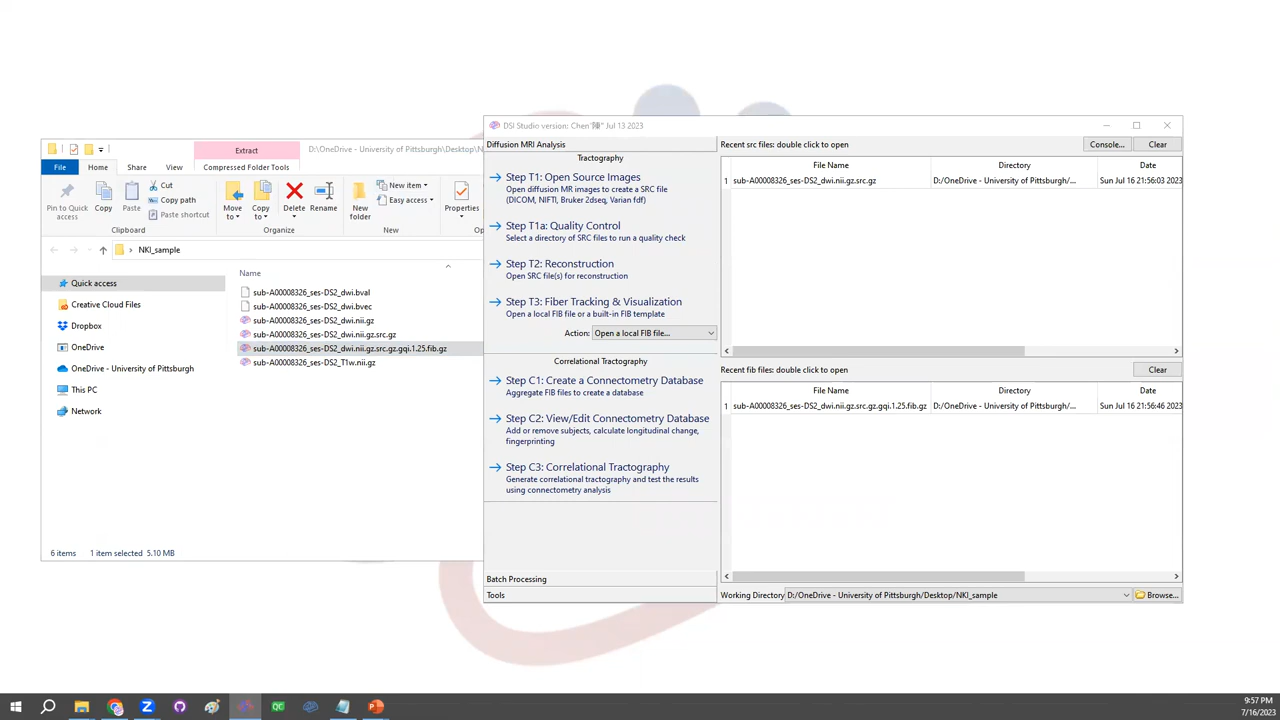 Extract
D:\OneDrive - University of Pittsburgh\Desktop\N
File
Home
Share
View
Compressed Folder Tools
Pin to Quick access
Copy
Paste
Cut
Copy path
Paste shortcut
Move to
Copy to
Delete
Rename
New folder
New item
Easy access
Properties
Clipboard
Organize
New
Op
NKI_sample
Quick access
Creative Cloud Files
Dropbox
OneDrive
OneDrive - University of Pittsburgh
This PC
Network
Name
sub-A00008326_ses-DS2_dwi.bval
sub-A00008326_ses-DS2_dwi.bvec
sub-A00008326_ses-DS2_dwi.nii.gz
sub-A00008326_ses-DS2_dwi.nii.gz.src.gz
sub-A00008326_ses-DS2_dwi.nii.gz.src.gz.gqi.1.25.fib.gz
sub-A00008326_ses-DS2_T1w.nii.gz
6 items 1 item selected 5.10 MB
DSI Studio version: Chen"陳" Jul 13 2023
Diffusion MRI Analysis
Tractography
Step T1: Open Source Images
Open diffusion MR images to create a SRC file
(DICOM, NIFTI, Bruker 2dseq, Varian fdf)
Step T1a: Quality Control
Select a directory of SRC files to run a quality check
Step T2: Reconstruction
Open SRC file(s) for reconstruction
Step T3: Fiber Tracking & Visualization
Open a local FIB file or a built-in FIB template
Action: Open a local FIB file...
Correlational Tractography
Step C1: Create a Connectometry Database
Aggregate FIB files to create a database
Step C2: View/Edit Connectometry Database
Add or remove subjects, calculate longitudinal change,
fingerprinting
Step C3: Correlational Tractography
Generate correlational tractography and test the results
using connectometry analysis
Batch Processing
Tools
Recent src files: double click to open
Console...
Clear
File Name Directory Date
1 sub-A00008326_ses-DS2_dwi.nii.gz.src.gz D:/OneDrive - University of Pittsburgh/... Sun Jul 16 21:56:03 2023
Recent fib files: double click to open
Clear
File Name Directory Date
1 sub-A00008326_ses-DS2_dwi.nii.gz.src.gz.gqi.1.25.fib.gz D:/OneDrive - University of Pittsburgh/... Sun Jul 16 21:56:46 2023
Working Directory D:/OneDrive - University of Pittsburgh/Desktop/NKI_sample Browse...
QC
9:57 PM
7/16/2023